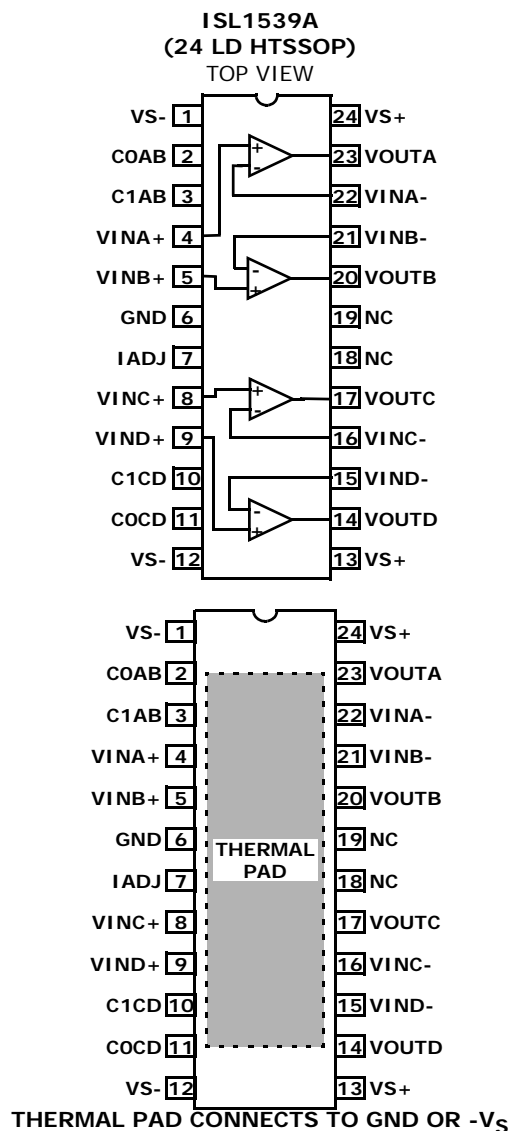 ISL1539A
(24 LD HTSSOP)
TOP VIEW
VS- 1 24 VS+
C0AB 2 + 23 VOUTA
C1AB 3 - 22 VINA-
VINA+ 4 21 VINB-
VINB+ 5 - + 20 VOUTB
GND 6 19 NC
IADJ 7 18 NC
VINC+ 8 + 17 VOUTC
VIND+ 9 - 16 VINC-
C1CD 10 15 VIND-
C0CD 11 - + 14 VOUTD
VS- 12 13 VS+
VS- 1 24 VS+
C0AB 2 23 VOUTA
C1AB 3 22 VINA-
VINA+ 4 21 VINB-
VINB+ 5 20 VOUTB
GND 6 19 NC
THERMAL
PAD
IADJ 7 18 NC
VINC+ 8 17 VOUTC
VIND+ 9 16 VINC-
C1CD 10 15 VIND-
C0CD 11 14 VOUTD
VS- 12 13 VS+
THERMAL PAD CONNECTS TO GND OR -VS